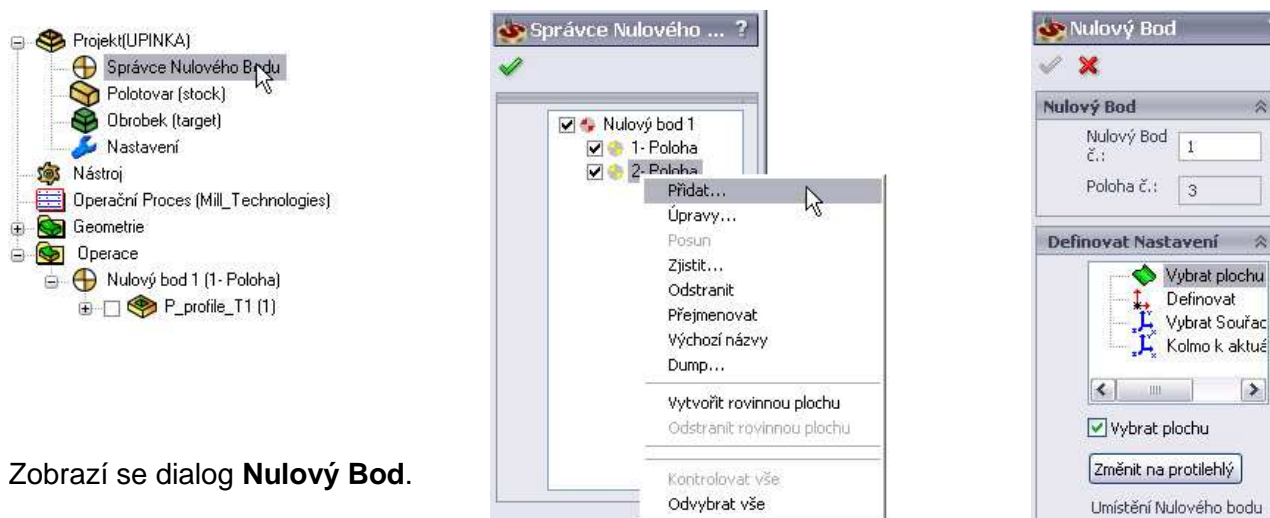 Projekt(UPINKA)
Správce Nulového Bodu
Polotovar (stock)
Obrobek (target)
Nastavení
Nástroj
Operační Proces (Mill_Technologies)
Geometrie
Operace
Nulový bod 1 (1- Poloha)
P_profile_T1 (1)
Zobrazí se dialog Nulový Bod.
Správce Nulového ... ?
Nulový bod 1
1- Poloha
2- Poloha
Přidat...
Úpravy...
Posun
Zjistit...
Odstranit
Přejmenovat
Výchozí názvy
Dump...
Vytvořit rovinnou plochu
Odstranit rovinnou plochu
Kontrolovat vše
Odvybrat vše
Nulový Bod
Nulový Bod
Nulový Bod
č.:
1
Poloha č.:
3
Definovat Nastavení
Vybrat plochu
Definovat
Vybrat Souřac
Kolmo k aktuá
Vybrat plochu
Změnit na protilehlý
Umístění Nulového bodu